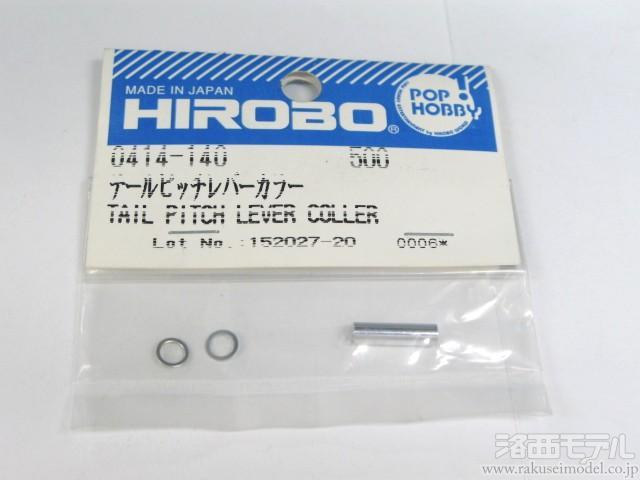 MADE IN JAPAN
HIROBO®
POP!
HOBBY
0414-140 500
テールピッチレバーカラー
TAIL PITCH LEVER COLLER
Lot No.:152027-20 0006*
洛西モデル
www.rakuseimodel.co.jp